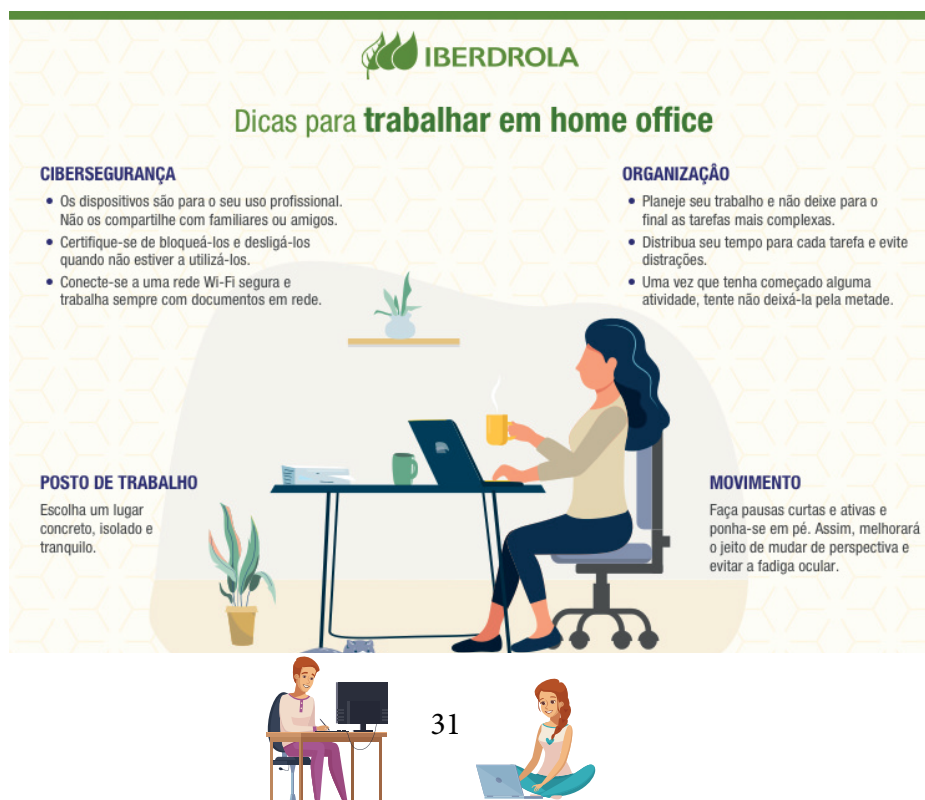 IBERDROLA
Dicas para trabalhar em home office
CIBERSEGURANÇA
• Os dispositivos são para o seu uso profissional.
Não os compartilhe com familiares ou amigos.
• Certifique-se de bloqueá-los e desligá-los
quando não estiver a utilizá-los.
• Conecte-se a uma rede Wi-Fi segura e
trabalha sempre com documentos em rede.
ORGANIZAÇÂO
• Planeje seu trabalho e não deixe para o
final as tarefas mais complexas.
• Distribua seu tempo para cada tarefa e evite
distrações.
• Uma vez que tenha começado alguma
atividade, tente não deixá-la pela metade.
POSTO DE TRABALHO
Escolha um lugar
concreto, isolado e
tranquilo.
MOVIMENTO
Faça pausas curtas e ativas e
ponha-se em pé. Assim, melhorará
o jeito de mudar de perspectiva e
evitar a fadiga ocular.
31